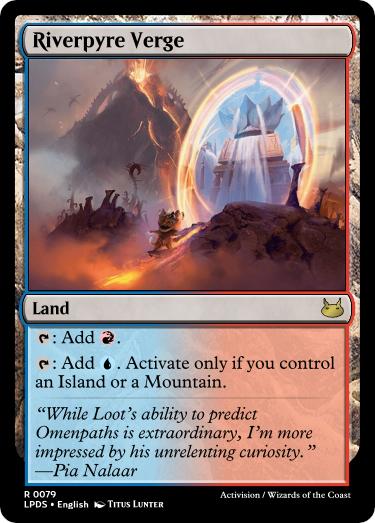 Riverpyre Verge
Land
: Add .
: Add . Activate only if you control
an Island or a Mountain.
“While Loot’s ability to predict
Omenpaths is extraordinary, I’m more
impressed by his unrelenting curiosity.”
—Pia Nalaar
R 0079
LPDS • English Titus Lunter
Activision / Wizards of the Coast